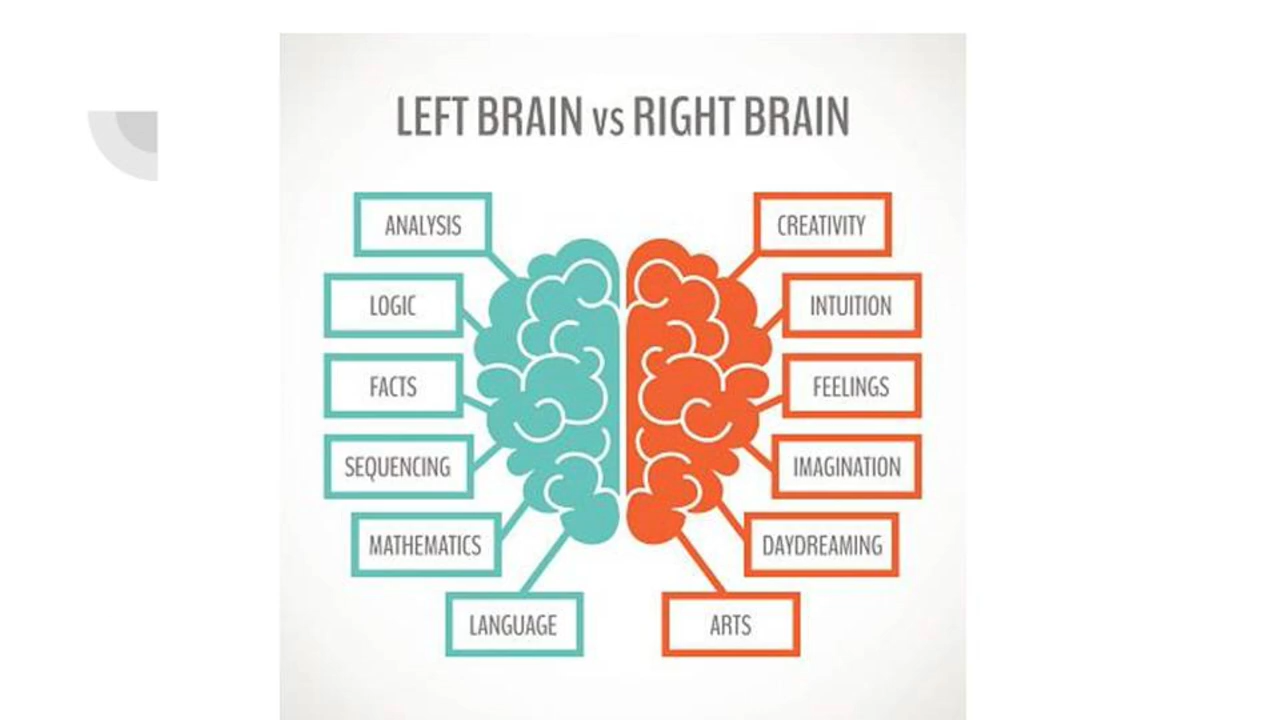 LEFT BRAIN vs RIGHT BRAIN
ANALYSIS
LOGIC
FACTS
SEQUENCING
MATHEMATICS
LANGUAGE
CREATIVITY
INTUITION
FEELINGS
IMAGINATION
DAYDREAMING
ARTS